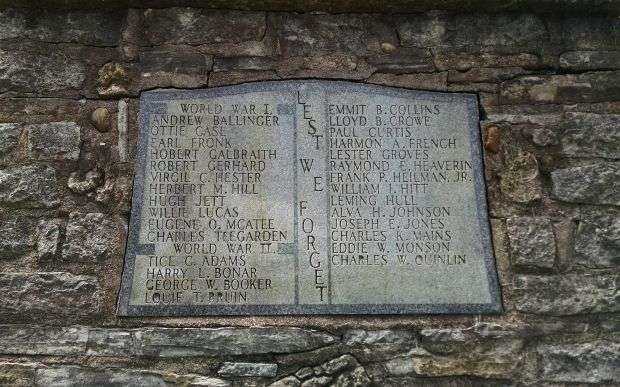 WORLD WAR I.
ANDREW BALLINGER
OTTIE CASE
EARL FRONK
HOBERT GALBRAITH
ROBERT GERHARD
VIRGIL C. HESTER
HERBERT M. HILL
HUGH JETT
WILLIE LUCAS
EUGENE O. MCATEE
CHARLES TEEGARDEN
WORLD WAR II.
TICE C. ADAMS
HARRY L. BONAR
GEORGE W. BOOKER
LOUIE T. BRUIN
LEST WE FORGET
EMMIT B. COLLINS
LLOYD B. CROWE
PAUL CURTIS
HARMON A. FRENCH
LESTER GROVES
RAYMOND F. HEAVERIN
FRANK P. HEILMAN, JR.
WILLIAM I. HITT
LEMING HULL
ALVA H. JOHNSON
JOSEPH E. JONES
CHARLES K. MAINS
EDDIE W. MONSON
CHARLES W. QUINLIN